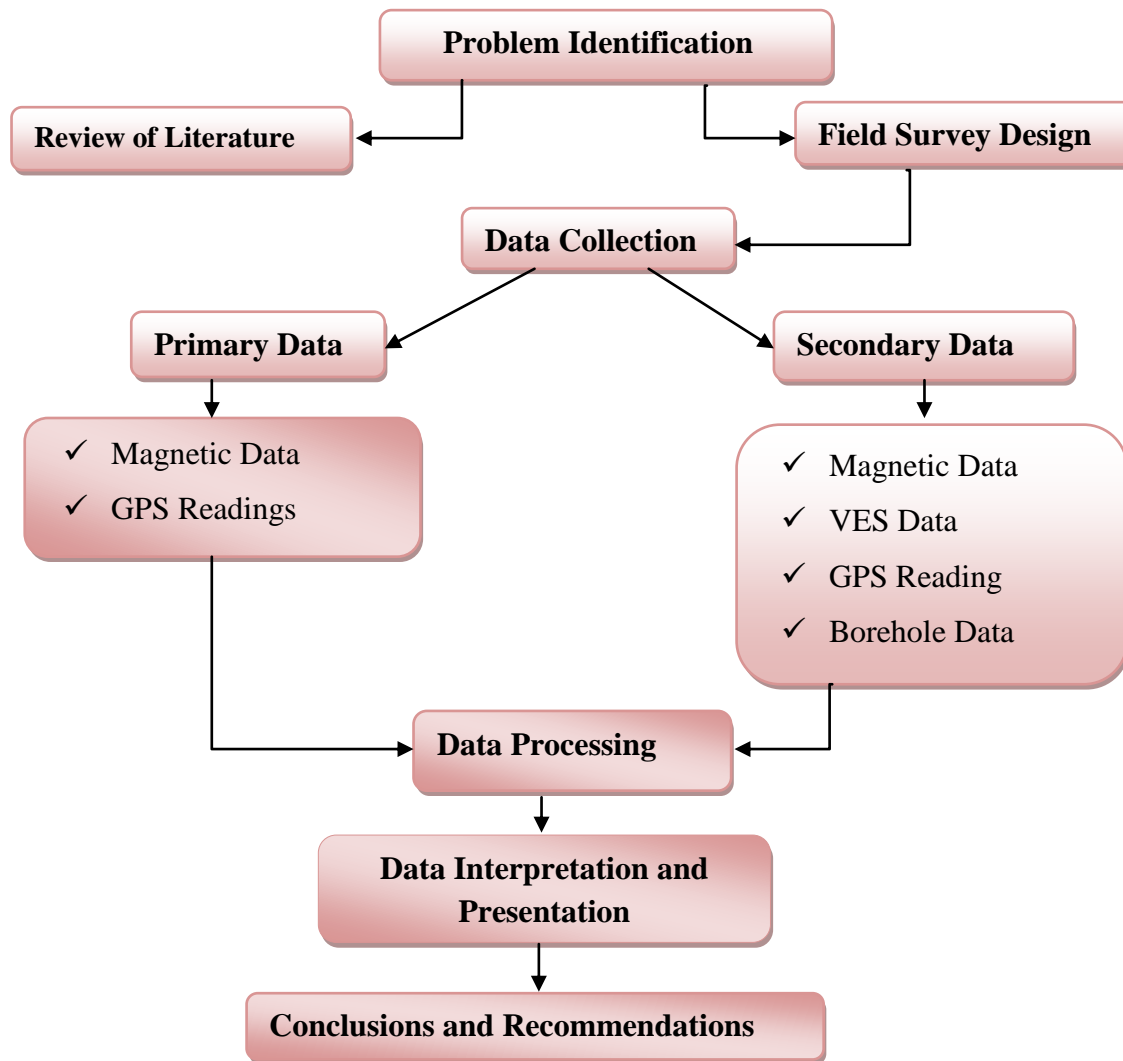 Problem Identification
Review of Literature
Field Survey Design
Data Collection
Primary Data
Secondary Data
✓ Magnetic Data
✓ GPS Readings
✓ Magnetic Data
✓ VES Data
✓ GPS Reading
✓ Borehole Data
Data Processing
Data Interpretation and
Presentation
Conclusions and Recommendations